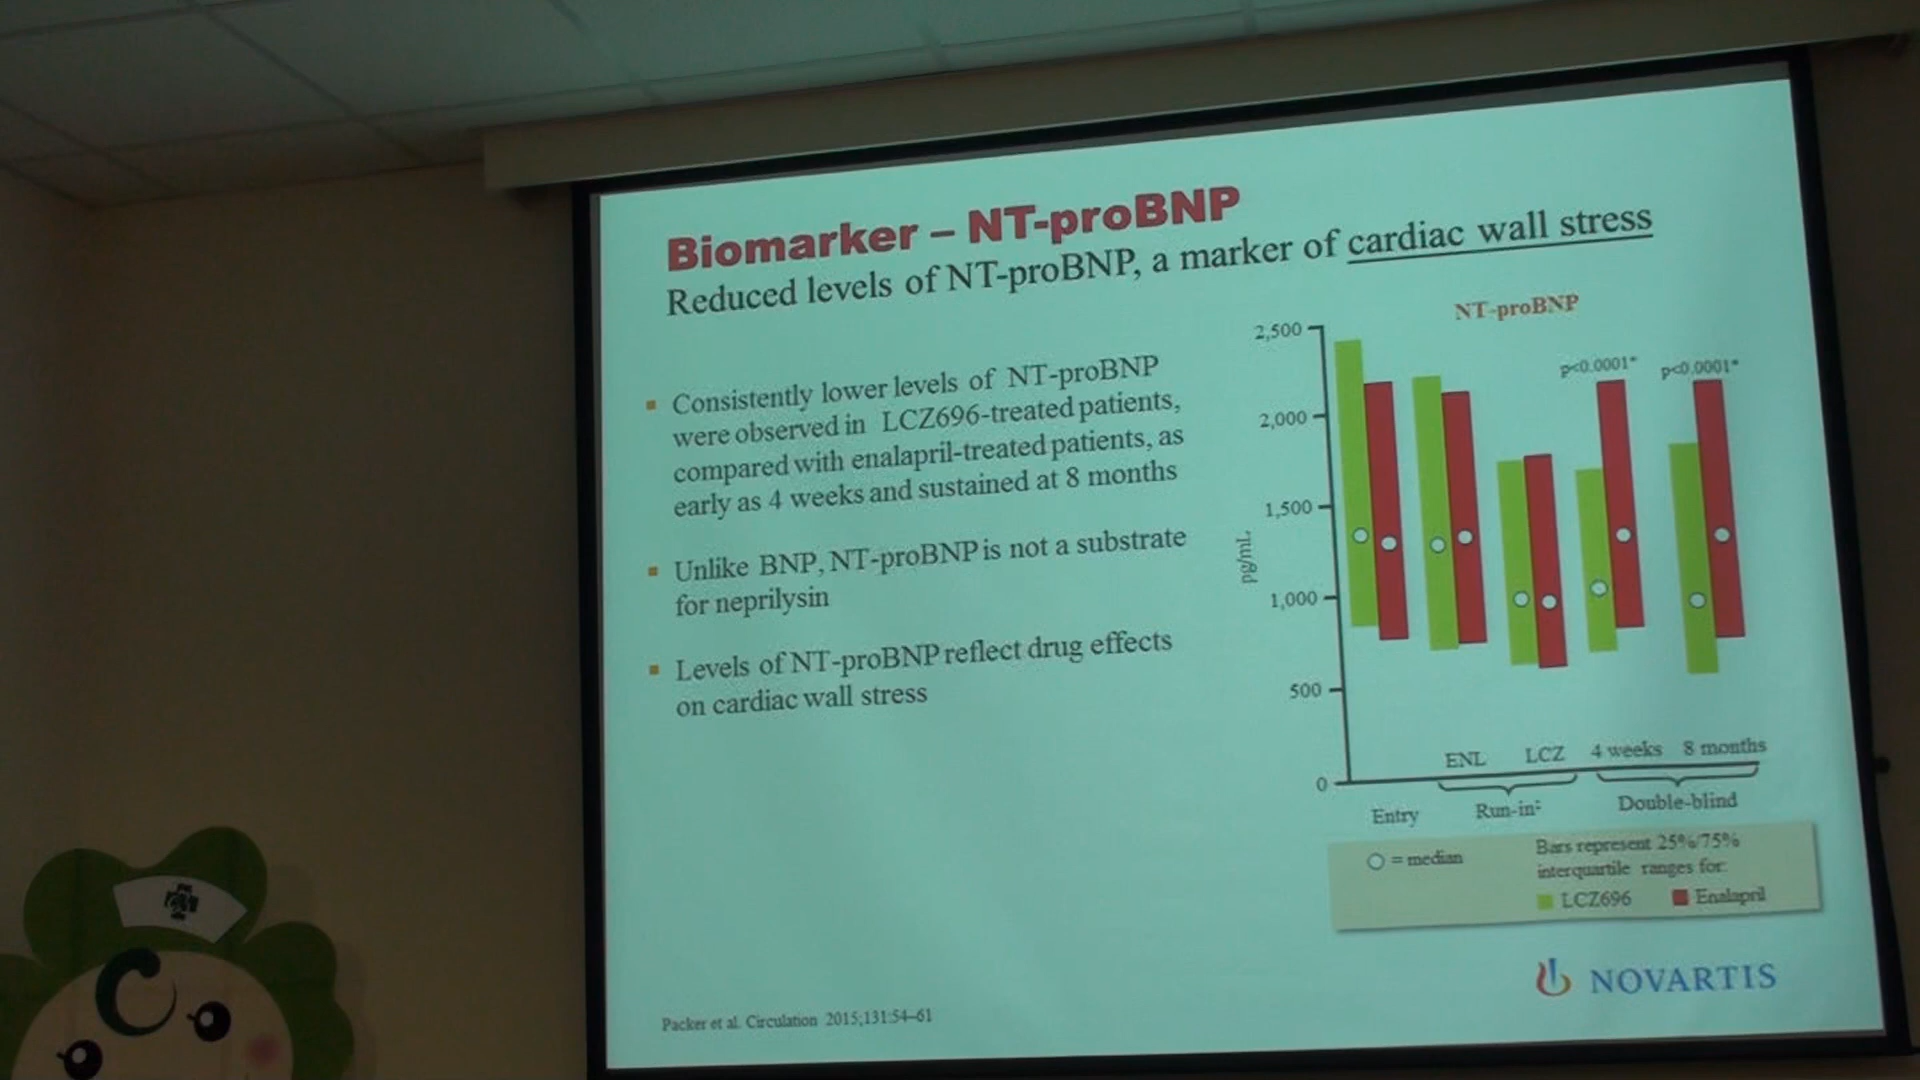 Biomarker – NT-proBNP
Reduced levels of NT-proBNP, a marker of cardiac wall stress
Consistently lower levels of NT-proBNP
were observed in LCZ696-treated patients,
compared with enalapril-treated patients, as
early as 4 weeks and sustained at 8 months
Unlike BNP, NT-proBNP is not a substrate
for neprilysin
Levels of NT-proBNP reflect drug effects
on cardiac wall stress
NT-proBNP
2,500
2,000
1,500
1,000
500
0
pg/mL
p<0.0001*
p<0.0001*
ENL LCZ 4 weeks 8 months
Entry Run-in‡ Double-blind
= median
Bars represent 25%/75%
interquartile ranges for:
LCZ696 Enalapril
NOVARTIS
Packer et al. Circulation 2015;131:54–61